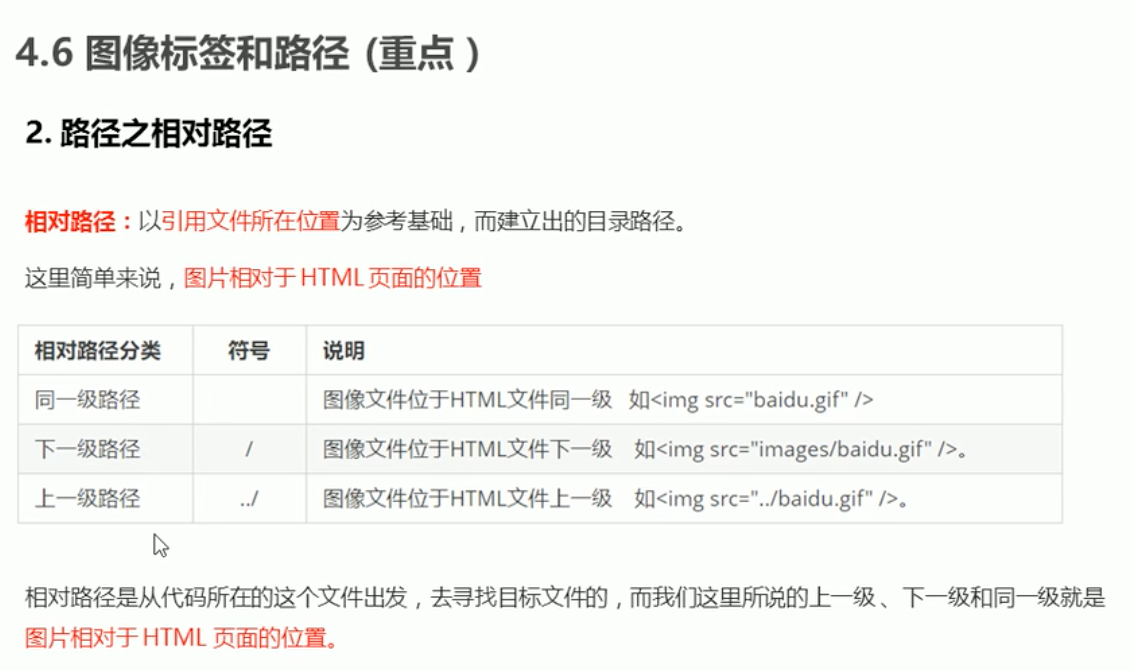 4.6 图像标签和路径 (重点)
2. 路径之相对路径
相对路径：以引用文件所在位置为参考基础，而建立出的目录路径。
这里简单来说，图片相对于 HTML 页面的位置
相对路径分类 符号 说明
同一级路径 图像文件位于HTML文件同一级 如<img src="baidu.gif" />
下一级路径 / 图像文件位于HTML文件下一级 如<img src="images/baidu.gif" />。
上一级路径 ../ 图像文件位于HTML文件上一级 如<img src="../baidu.gif" />。
相对路径是从代码所在的这个文件出发，去寻找目标文件的，而我们这里所说的上一级、下一级和同一级就是
图片相对于 HTML 页面的位置。